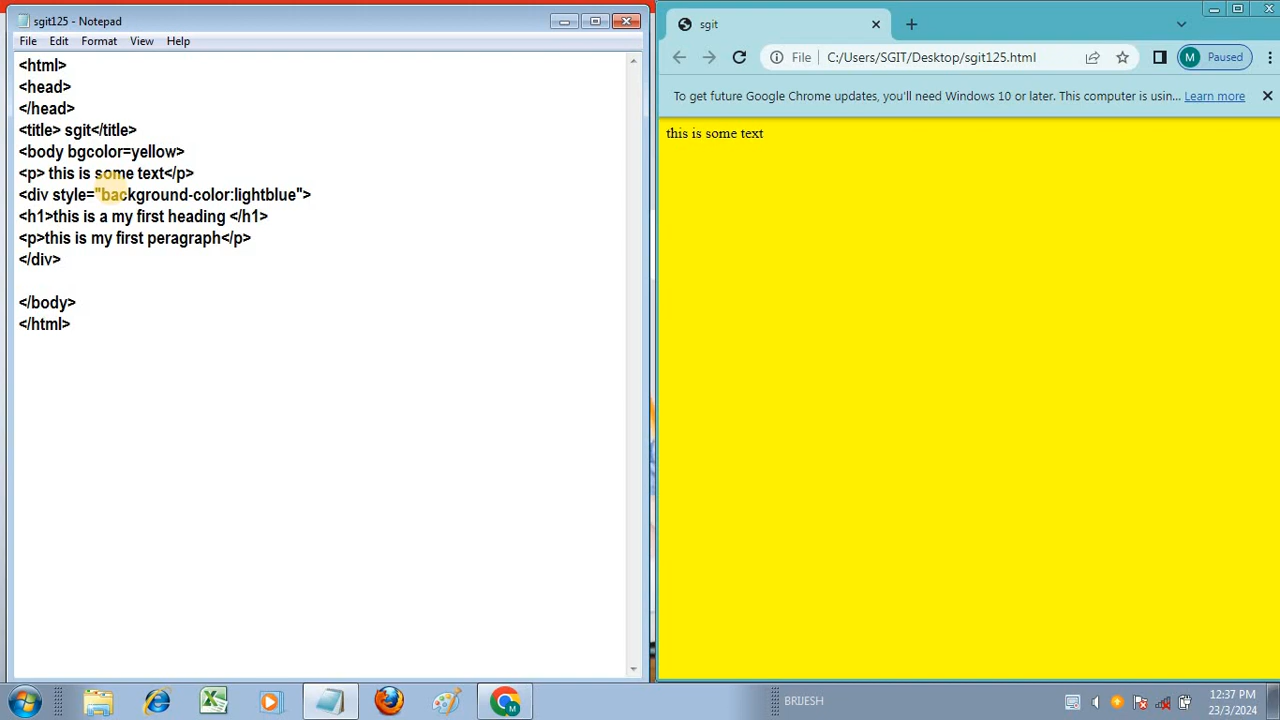 sgit125 - Notepad
File Edit Format View Help
<html>
<head>
</head>
<title> sgit</title>
<body bgcolor=yellow>
<p> this is some text</p>
<div style="background-color:lightblue">
<h1>this is a my first heading </h1>
<p>this is my first peragraph</p>
</div>
</body>
</html>
sgit
File C:/Users/SGIT/Desktop/sgit125.html M Paused
To get future Google Chrome updates, you'll need Windows 10 or later. This computer is usin... Learn more
this is some text
M
BRIJESH
12:37 PM
23/3/2024